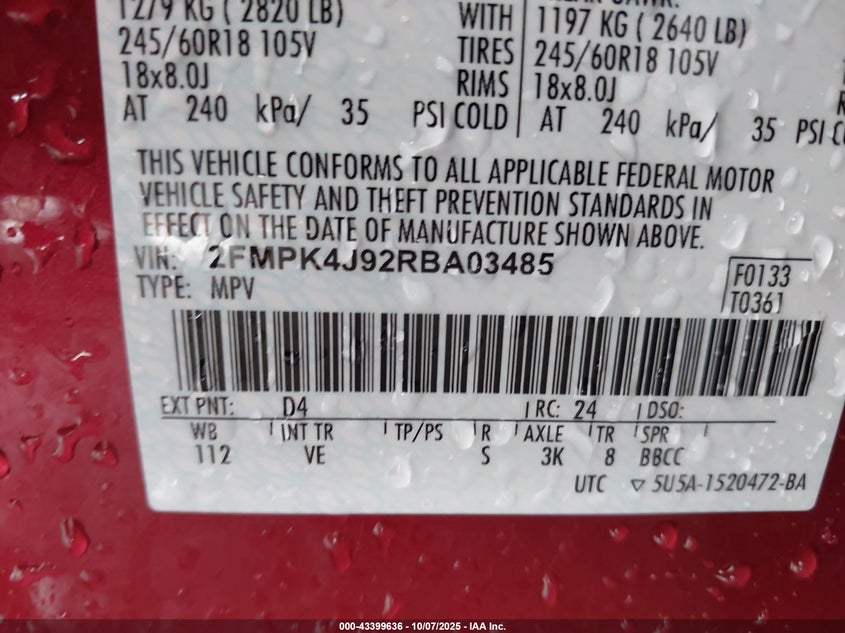 1279 KG ( 2820 LB) WITH 1197 KG ( 2640 LB)
245/60R18 105V TIRES 245/60R18 105V
18x8.0J RIMS 18x8.0J
AT 240 kPa/ 35 PSI COLD AT 240 kPa/ 35 PSI
THIS VEHICLE CONFORMS TO ALL APPLICABLE FEDERAL MOTOR
VEHICLE SAFETY AND THEFT PREVENTION STANDARDS IN
EFFECT ON THE DATE OF MANUFACTURE SHOWN ABOVE.
VIN: 2FMPK4J92RBA03485
TYPE: MPV
F0133
T0361
EXT PNT: D4 RC: 24 DSO:
WB INT TR TP/PS R AXLE TR SPR
112 VE S 3K 8 BBCC
UTC ▽ 5U5A-1520472-BA
000-43399636 - 10/07/2025 - IAA Inc.